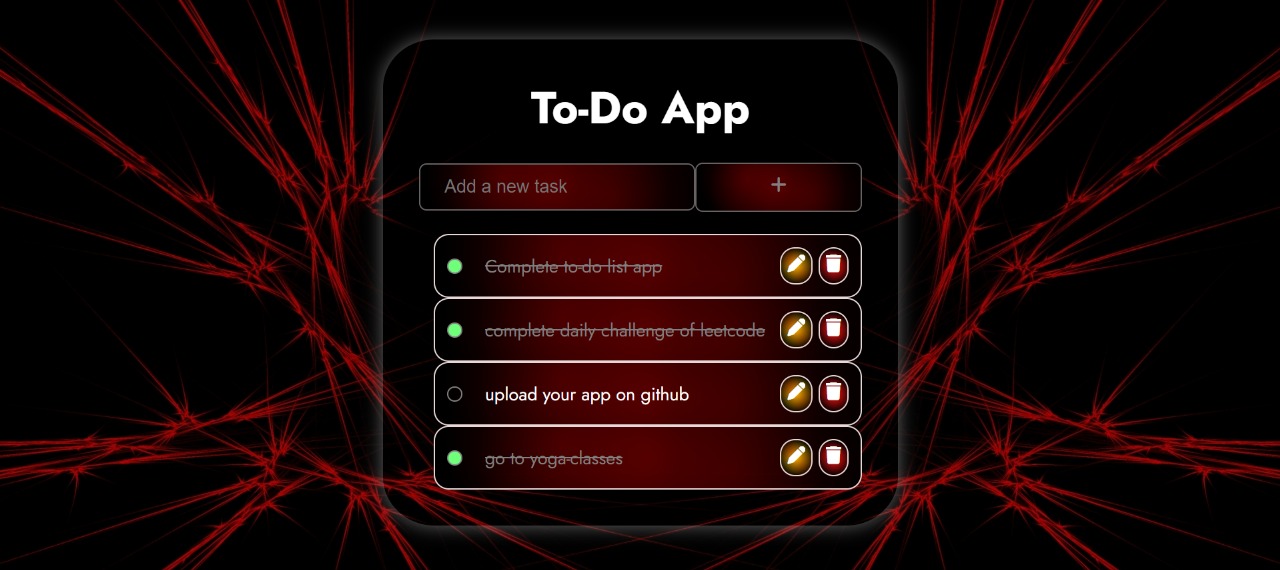 To-Do App
Add a new task
+
Complete to-do list app
complete daily challenge of leetcode
upload your app on github
go to yoga classes